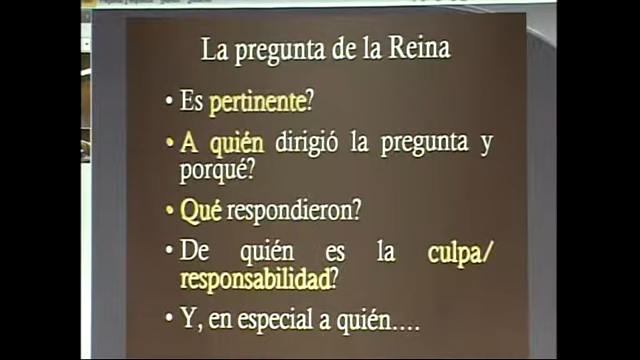 La pregunta de la Reina
• Es pertinente?
• A quién dirigió la pregunta y
porqué?
• Qué respondieron?
• De quién es la culpa/
responsabilidad?
• Y, en especial a quién....